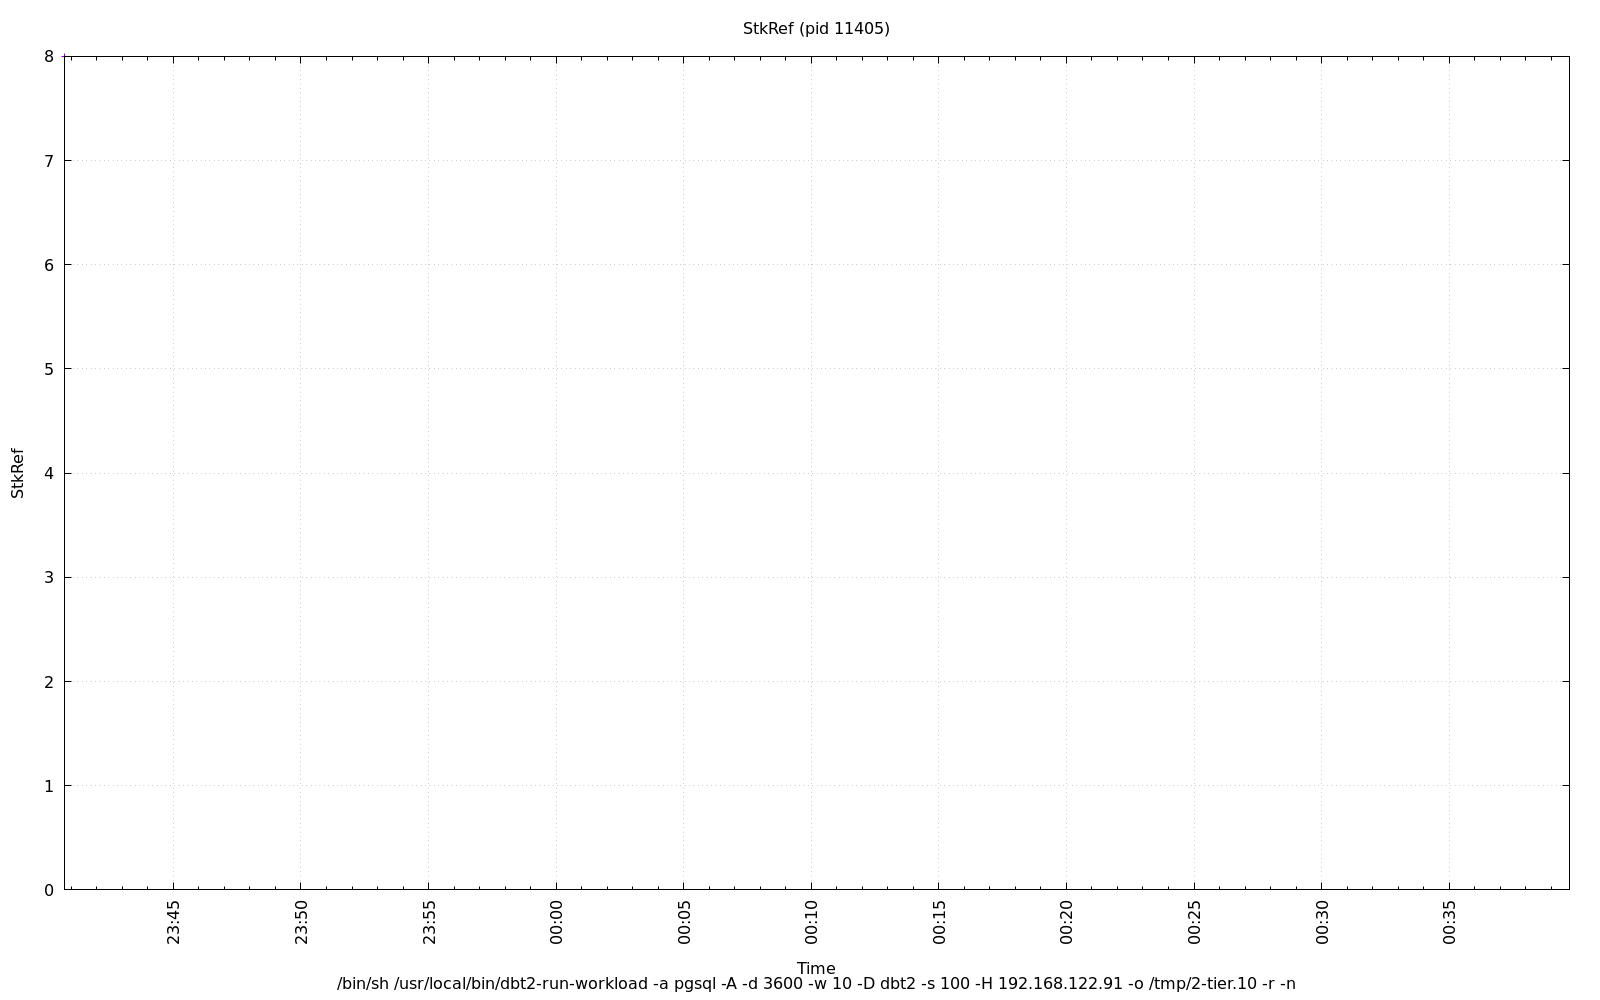 StkRef (pid 11405)
8
7
6
5
4
3
2
1
0
StkRef
23:45 23:50 23:55 00:00 00:05 00:10 00:15 00:20 00:25 00:30 00:35
Time
/bin/sh /usr/local/bin/dbt2-run-workload -a pgsql -A -d 3600 -w 10 -D dbt2 -s 100 -H 192.168.122.91 -o /tmp/2-tier.10 -r -n